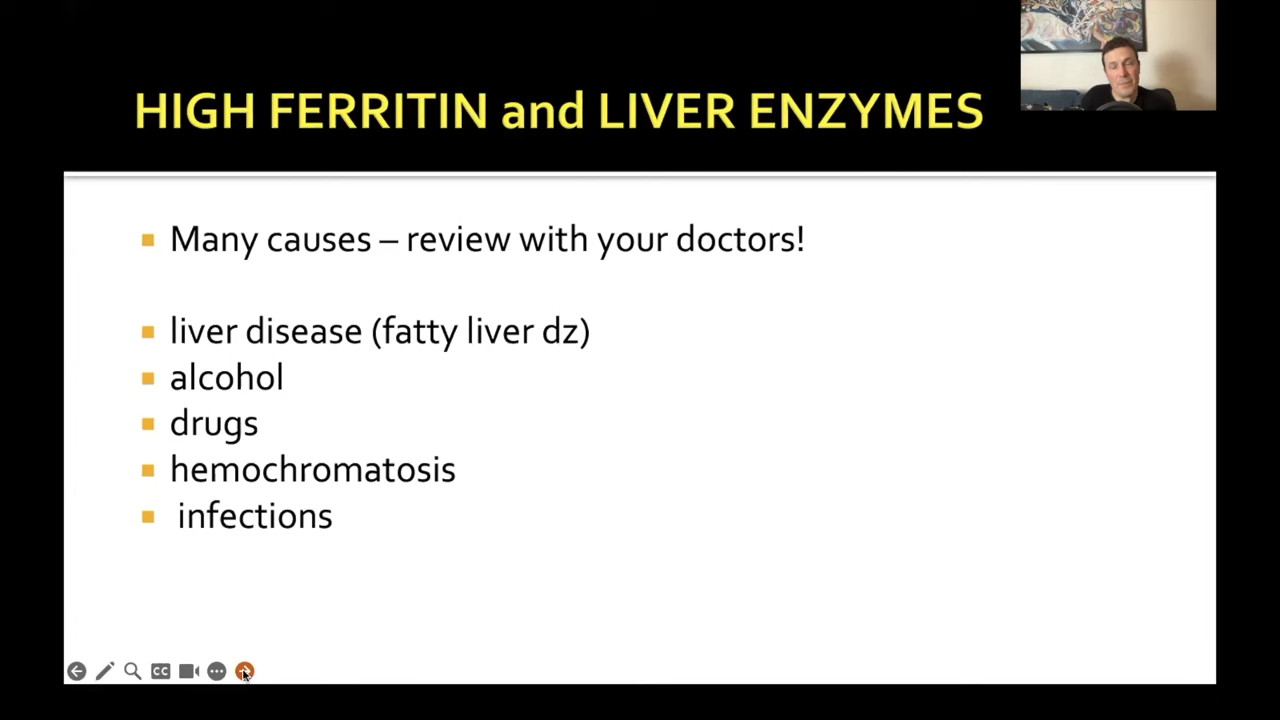 HIGH FERRITIN and LIVER ENZYMES
Many causes – review with your doctors!
liver disease (fatty liver dz)
alcohol
drugs
hemochromatosis
infections
CC